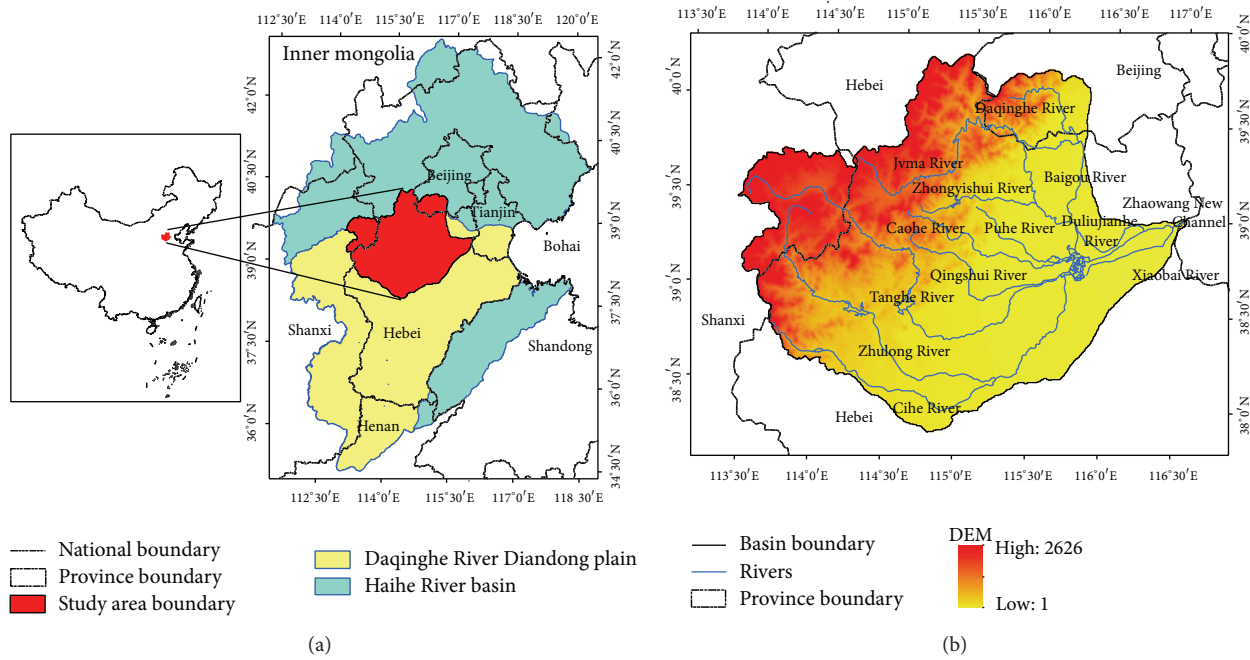 112°30′N 114°0′N 115°30′N 117°0′N 118°30′N 120°0′N
Inner mongolia
42°0′N
42°0′N
40°30′N
40°30′N
39°0′N
39°0′N
37°30′N
37°30′N
36°0′N
36°0′N
34°30′N
Beijing
Tianjin
Bohai
Shanxi
Hebei
Shandong
Henan
112°30′N 114°0′N 115°30′N 117°0′N 118 30′N
National boundary
Province boundary
Study area boundary
Daqinghe River Diandong plain
Haihe River basin
(a)
113°30′E 114°0′E 114°30′E 115°0′E 115°30′E 116°0′E 116°30′E 117°0′E
40°0′N
40°0′N
39°30′N
39°30′N
39°0′N
39°0′N
38°30′N
38°30′N
38°0′N
Hebei
Beijing
Daqinghe River
Jvma River
Baigou River
Zhongyishui River
Zhaowang New
Channel
Caohe River
Puhe River
Duliujianhe
River
Qingshui River
Xiaobai River
Tanghe River
Shanxi
Zhulong River
Cihe River
Hebei
113°30′E 114°0′E 114°30′E 115°0′E 115°30′E 116°0′E 116°30′E
Basin boundary
Rivers
Province boundary
DEM
High: 2626
Low: 1
(b)